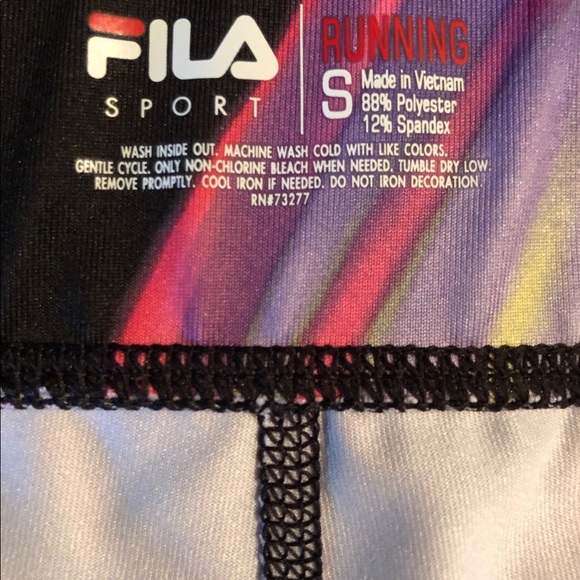 FILA
SPORT
RUNNING
S
Made in Vietnam
88% Polyester
12% Spandex
WASH INSIDE OUT. MACHINE WASH COLD WITH LIKE COLORS.
GENTLE CYCLE. ONLY NON-CHLORINE BLEACH WHEN NEEDED. TUMBLE DRY LOW.
REMOVE PROMPTLY. COOL IRON IF NEEDED. DO NOT IRON DECORATION.
RN#73277